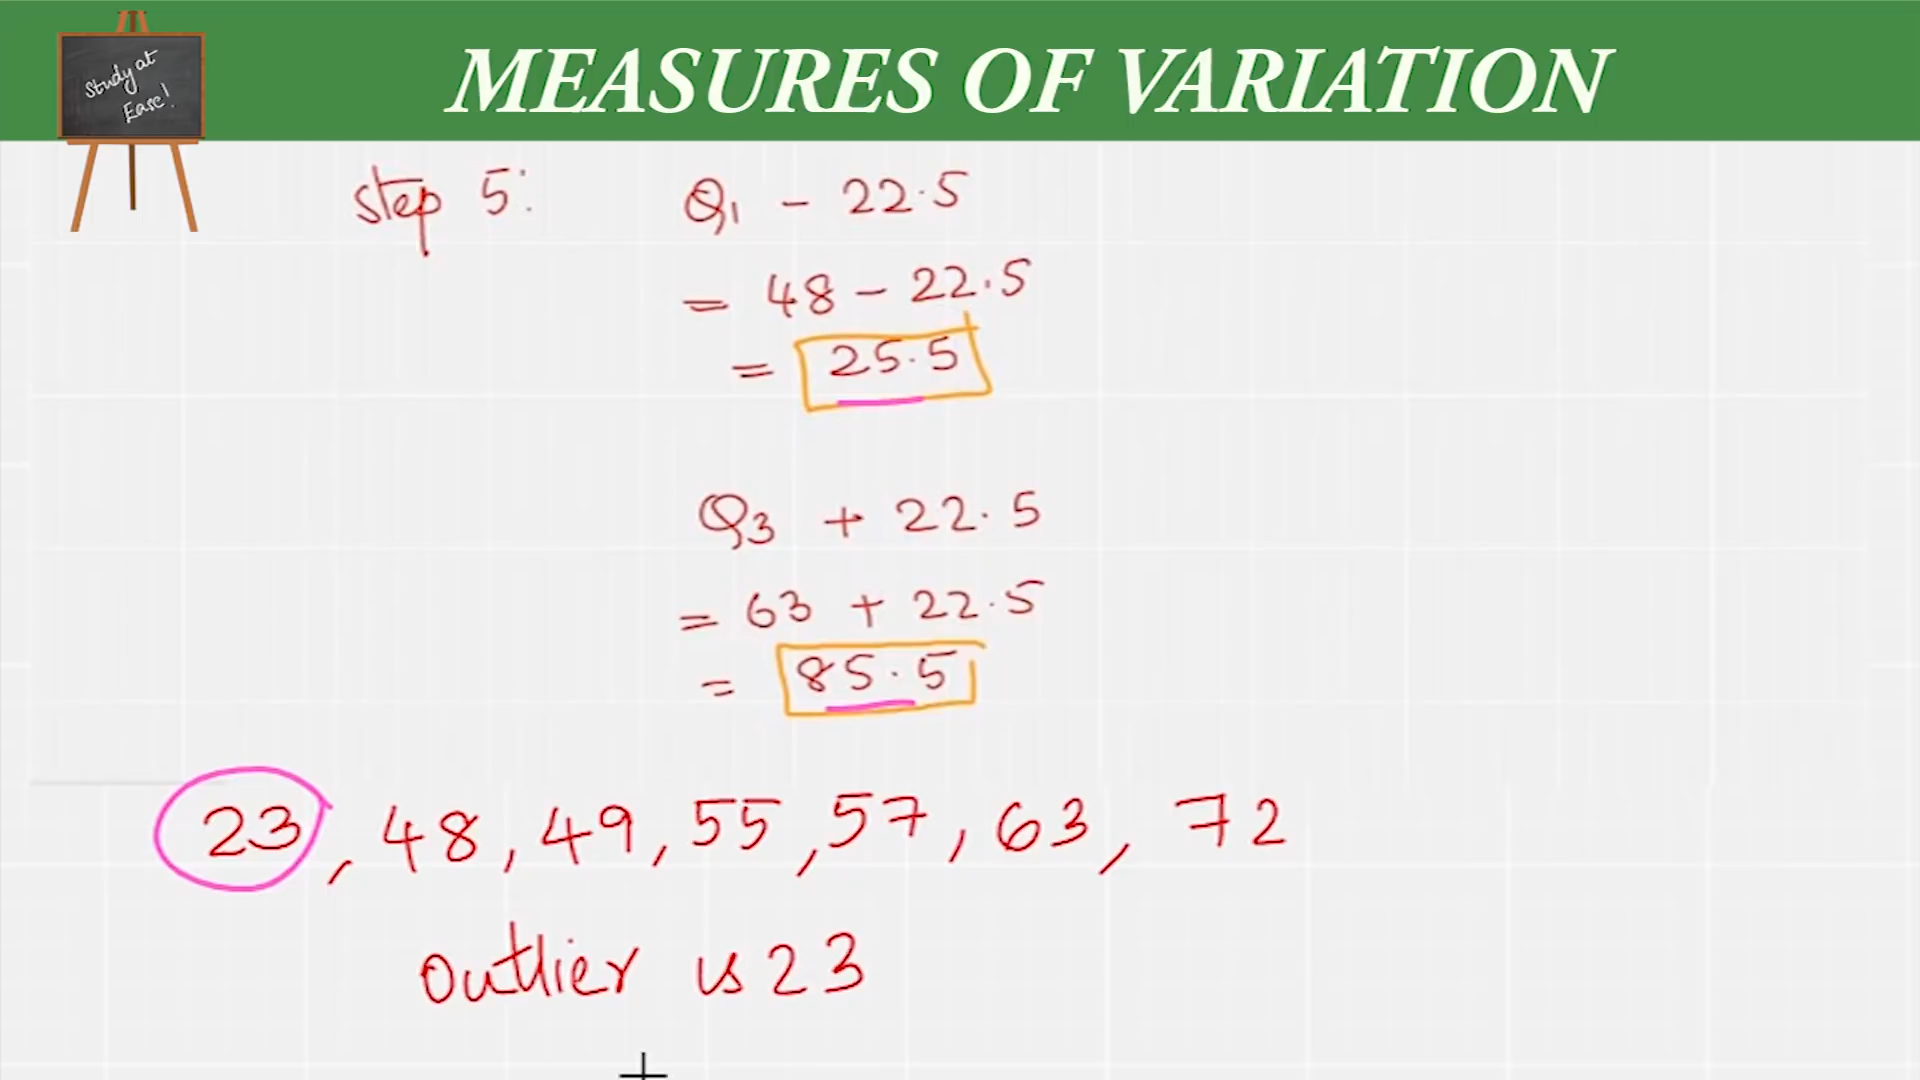 Study at
Ease!
MEASURES OF VARIATION
Step 5: Q1 - 22.5
= 48 - 22.5
= 25.5
Q3 + 22.5
= 63 + 22.5
= 85.5
23, 48, 49, 55, 57, 63, 72
Outlier is 23